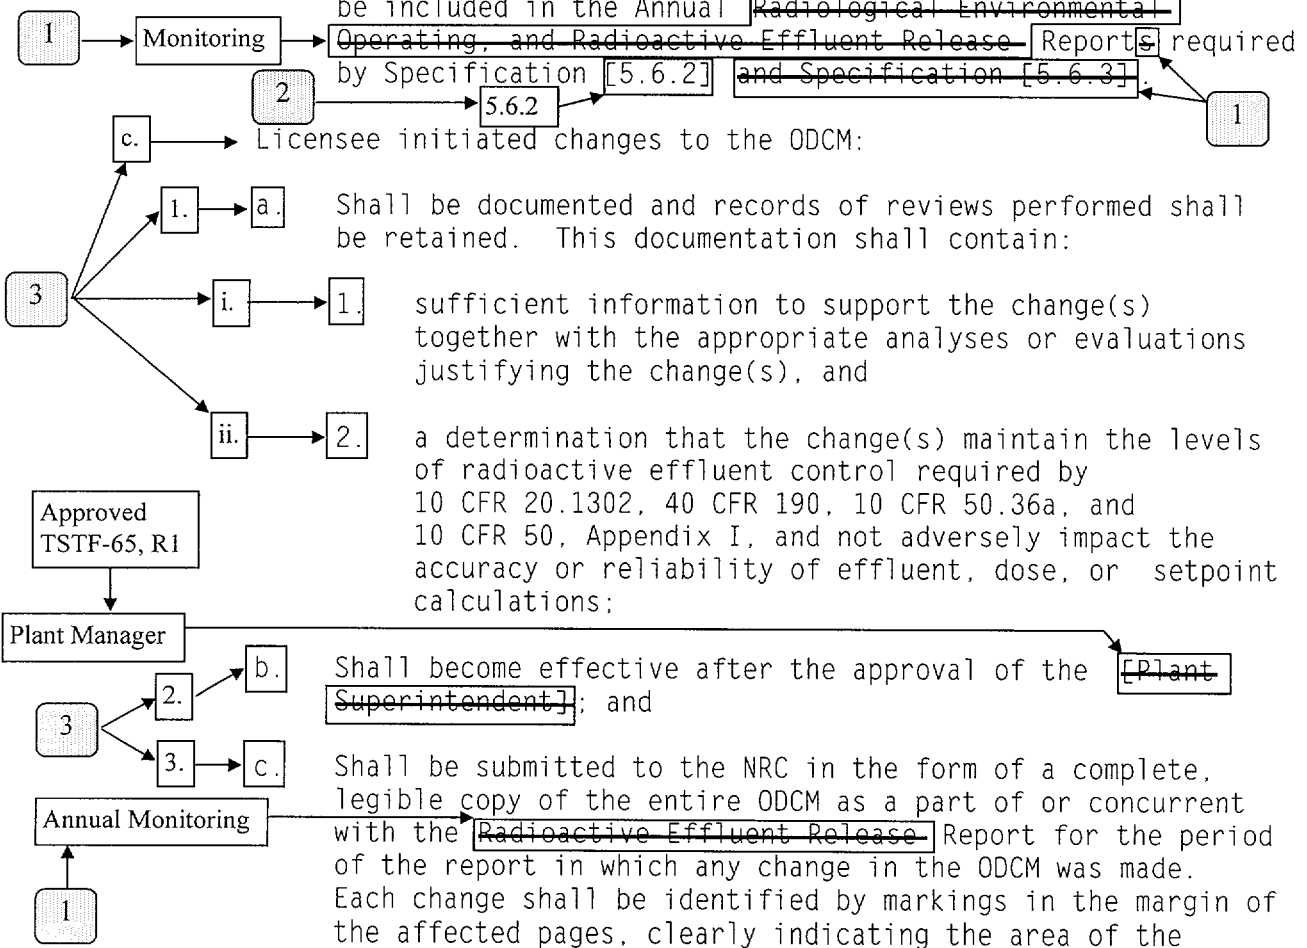 be included in the Annual Radiological Environmental
1 Monitoring Operating, and Radioactive Effluent Release Reports required
by Specification [5.6.2] and Specification [5.6.3].
2 5.6.2 1
c. Licensee initiated changes to the ODCM:
1. a. Shall be documented and records of reviews performed shall
be retained. This documentation shall contain:
3 i. 1. sufficient information to support the change(s)
together with the appropriate analyses or evaluations
justifying the change(s), and
ii. 2. a determination that the change(s) maintain the levels
of radioactive effluent control required by
10 CFR 20.1302, 40 CFR 190, 10 CFR 50.36a, and
10 CFR 50, Appendix I, and not adversely impact the
accuracy or reliability of effluent, dose, or setpoint
calculations;
Approved
TSTF-65, R1
Plant Manager
b. Shall become effective after the approval of the [Plant
2. Superintendent]; and
3
3. c. Shall be submitted to the NRC in the form of a complete,
legible copy of the entire ODCM as a part of or concurrent
Annual Monitoring with the Radioactive Effluent Release Report for the period
of the report in which any change in the ODCM was made.
1 Each change shall be identified by markings in the margin of
the affected pages, clearly indicating the area of the